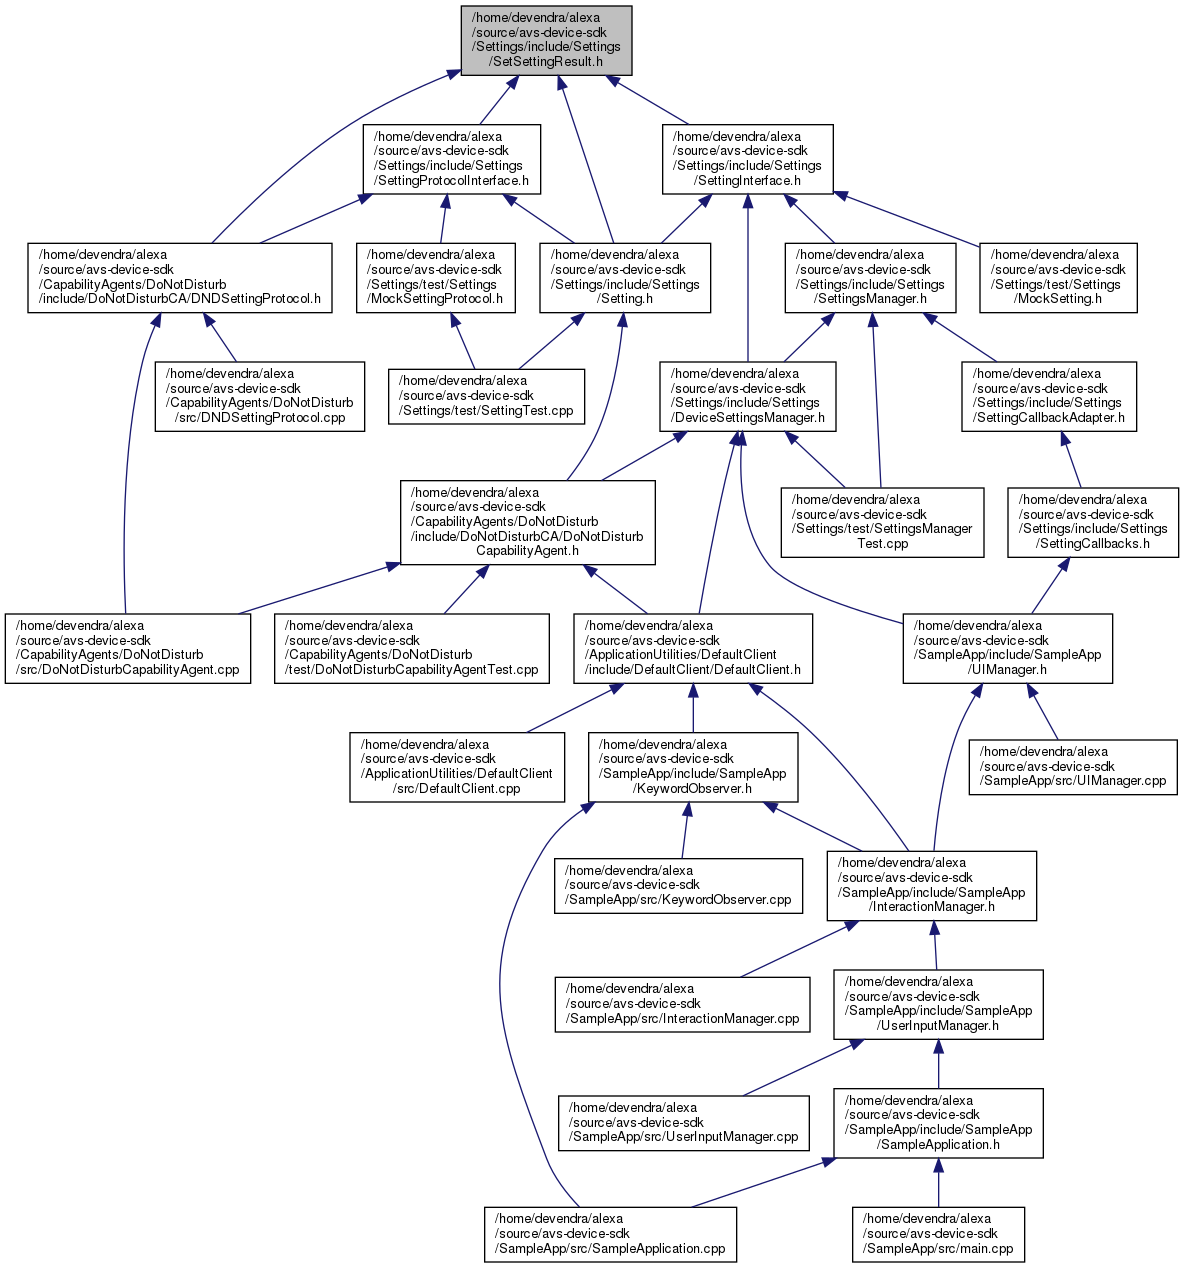 /home/devendra/alexa
/source/avs-device-sdk
/Settings/include/Settings
/SetSettingResult.h
/home/devendra/alexa
/source/avs-device-sdk
/Settings/include/Settings
/SettingProtocolInterface.h
/home/devendra/alexa
/source/avs-device-sdk
/Settings/include/Settings
/SettingInterface.h
/home/devendra/alexa
/source/avs-device-sdk
/CapabilityAgents/DoNotDisturb
/include/DoNotDisturbCA/DNDSettingProtocol.h
/home/devendra/alexa
/source/avs-device-sdk
/Settings/test/Settings
/MockSettingProtocol.h
/home/devendra/alexa
/source/avs-device-sdk
/Settings/include/Settings
/Setting.h
/home/devendra/alexa
/source/avs-device-sdk
/Settings/include/Settings
/SettingsManager.h
/home/devendra/alexa
/source/avs-device-sdk
/Settings/test/Settings
/MockSetting.h
/home/devendra/alexa
/source/avs-device-sdk
/CapabilityAgents/DoNotDisturb
/src/DNDSettingProtocol.cpp
/home/devendra/alexa
/source/avs-device-sdk
/Settings/test/SettingTest.cpp
/home/devendra/alexa
/source/avs-device-sdk
/Settings/include/Settings
/DeviceSettingsManager.h
/home/devendra/alexa
/source/avs-device-sdk
/Settings/include/Settings
/SettingCallbackAdapter.h
/home/devendra/alexa
/source/avs-device-sdk
/CapabilityAgents/DoNotDisturb
/include/DoNotDisturbCA/DoNotDisturb
CapabilityAgent.h
/home/devendra/alexa
/source/avs-device-sdk
/Settings/test/SettingsManager
Test.cpp
/home/devendra/alexa
/source/avs-device-sdk
/Settings/include/Settings
/SettingCallbacks.h
/home/devendra/alexa
/source/avs-device-sdk
/CapabilityAgents/DoNotDisturb
/src/DoNotDisturbCapabilityAgent.cpp
/home/devendra/alexa
/source/avs-device-sdk
/CapabilityAgents/DoNotDisturb
/test/DoNotDisturbCapabilityAgentTest.cpp
/home/devendra/alexa
/source/avs-device-sdk
/ApplicationUtilities/DefaultClient
/include/DefaultClient/DefaultClient.h
/home/devendra/alexa
/source/avs-device-sdk
/SampleApp/include/SampleApp
/UIManager.h
/home/devendra/alexa
/source/avs-device-sdk
/ApplicationUtilities/DefaultClient
/src/DefaultClient.cpp
/home/devendra/alexa
/source/avs-device-sdk
/SampleApp/include/SampleApp
/KeywordObserver.h
/home/devendra/alexa
/source/avs-device-sdk
/SampleApp/src/UIManager.cpp
/home/devendra/alexa
/source/avs-device-sdk
/SampleApp/src/KeywordObserver.cpp
/home/devendra/alexa
/source/avs-device-sdk
/SampleApp/include/SampleApp
/InteractionManager.h
/home/devendra/alexa
/source/avs-device-sdk
/SampleApp/src/InteractionManager.cpp
/home/devendra/alexa
/source/avs-device-sdk
/SampleApp/include/SampleApp
/UserInputManager.h
/home/devendra/alexa
/source/avs-device-sdk
/SampleApp/src/UserInputManager.cpp
/home/devendra/alexa
/source/avs-device-sdk
/SampleApp/include/SampleApp
/SampleApplication.h
/home/devendra/alexa
/source/avs-device-sdk
/SampleApp/src/SampleApplication.cpp
/home/devendra/alexa
/source/avs-device-sdk
/SampleApp/src/main.cpp